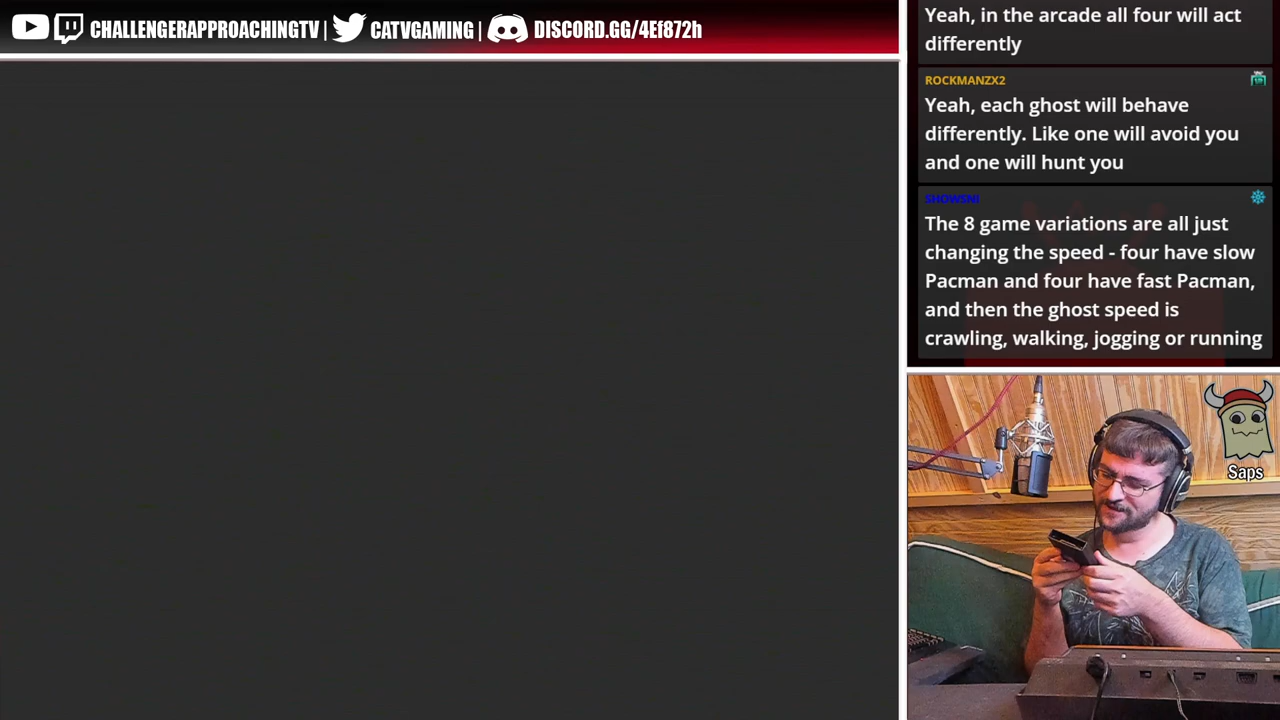 CHALLENGERAPPROACHINGTV | CATVGAMING | DISCORD.GG/4Ef872h
Yeah, in the arcade all four will act
differently
ROCKMANZX2
Yeah, each ghost will behave
differently. Like one will avoid you
and one will hunt you
SHOWSNI
The 8 game variations are all just
changing the speed - four have slow
Pacman and four have fast Pacman,
and then the ghost speed is
crawling, walking, jogging or running
Saps